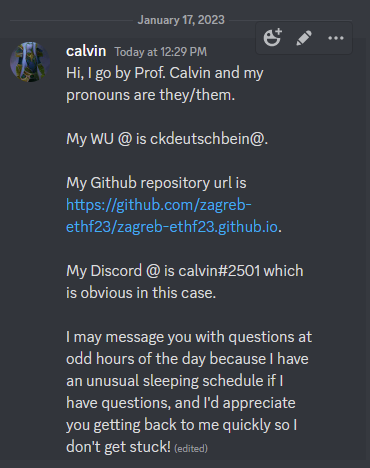 January 17, 2023
calvin Today at 12:29 PM
Hi, I go by Prof. Calvin and my
pronouns are they/them.
My WU @ is ckdeutschbein@.
My Github repository url is
https://github.com/zagreb-
ethf23/zagreb-ethf23.github.io.
My Discord @ is calvin#2501 which
is obvious in this case.
I may message you with questions at
odd hours of the day because I have
an unusual sleeping schedule if I
have questions, and I'd appreciate
you getting back to me quickly so I
don't get stuck! (edited)